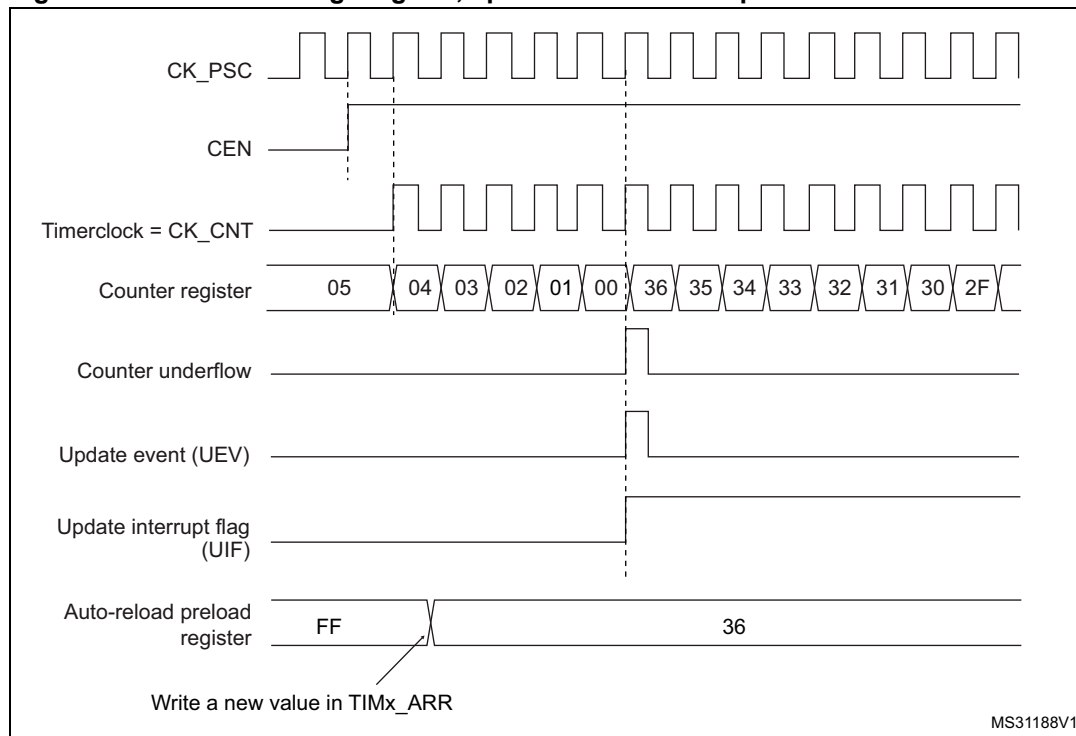 CK_PSC
CEN
Timerclock = CK_CNT
Counter register 05 04 03 02 01 00 36 35 34 33 32 31 30 2F
Counter underflow
Update event (UEV)
Update interrupt flag
(UIF)
Auto-reload preload
register
FF 36
Write a new value in TIMx_ARR
MS31188V1